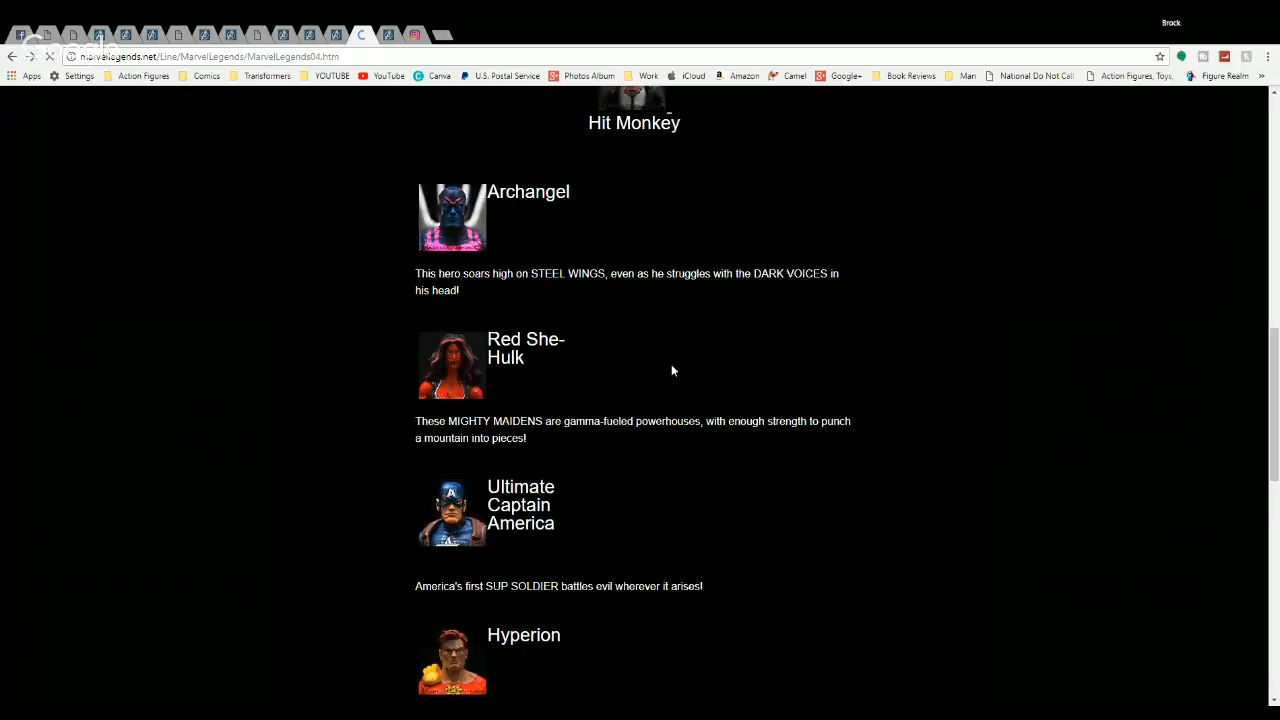 Brock
Google
marvellegends.net/Line/MarvelLegends/MarvelLegends04.htm
Apps Settings Action Figures Comics Transformers YOUTUBE YouTube Canva U.S. Postal Service Photos Album Work iCloud Amazon Camel Google+ Book Reviews Man National Do Not Call Action Figures, Toys, Figure Realm »
Hit Monkey
Archangel
This hero soars high on STEEL WINGS, even as he struggles with the DARK VOICES in
his head!
Red She-
Hulk
These MIGHTY MAIDENS are gamma-fueled powerhouses, with enough strength to punch
a mountain into pieces!
Ultimate
Captain
America
America's first SUP SOLDIER battles evil wherever it arises!
Hyperion